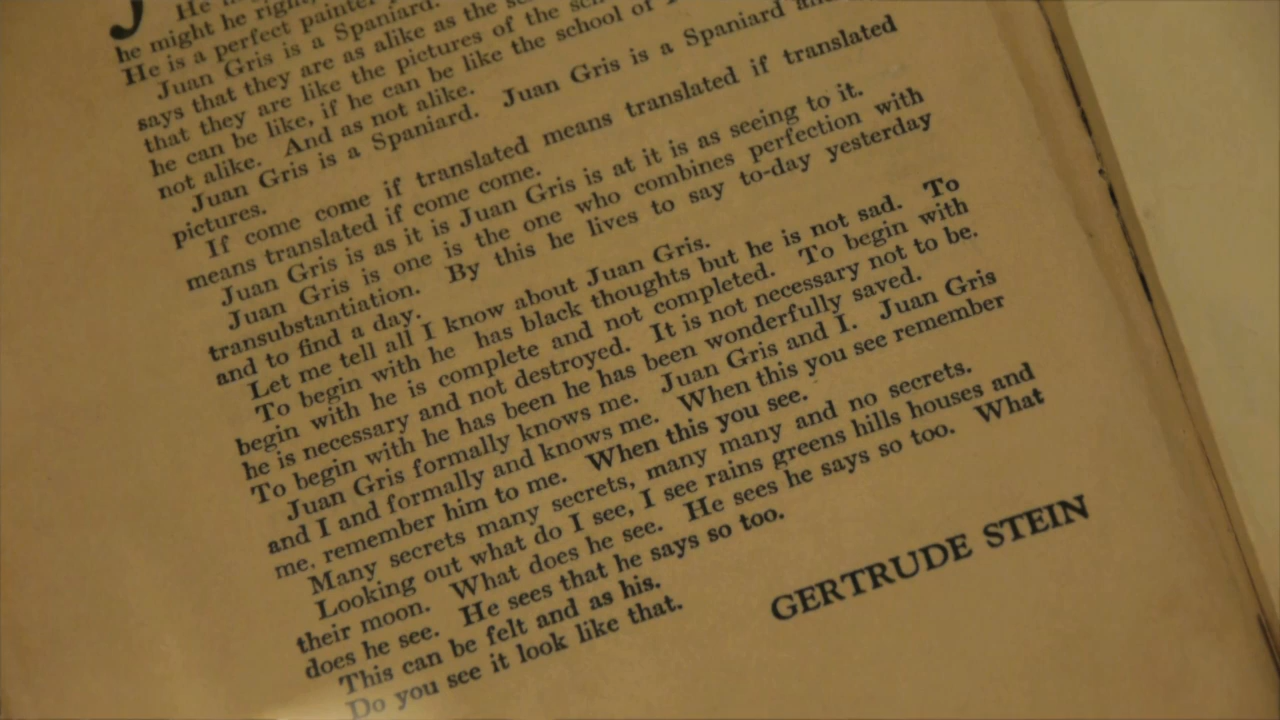 J
He
he might he right
He is a perfect painter
Juan Gris is a Spaniard.
says that they are as alike as the
that they are like the pictures of the
he can be like, if he can be like the school of
not alike. And as not alike.
Juan Gris is a Spaniard. Juan Gris is a Spaniard and
pictures.
If come come if translated means translated if translated
means translated if come come.
Juan Gris is as it is Juan Gris is at it is as seeing to it.
Juan Gris is one is the one who combines perfection with
transubstantiation. By this he lives to say to-day yesterday
and to find a day.
Let me tell all I know about Juan Gris.
To begin with he has black thoughts but he is not sad. To
begin with he is complete and not completed. To begin with
he is necessary and not destroyed. It is not necessary not to be.
To begin with he has been he has been wonderfully saved.
Juan Gris formally knows me. Juan Gris and I. Juan Gris
and I and formally and knows me. When this you see remember
me, remember him to me. When this you see.
Many secrets many secrets, many many and no secrets.
Looking out what do I see, I see rains greens hills houses and
their moon. What does he see. He sees he says so too. What
does he see. He sees that he says so too.
This can be felt and as his.
Do you see it look like that.
GERTRUDE STEIN